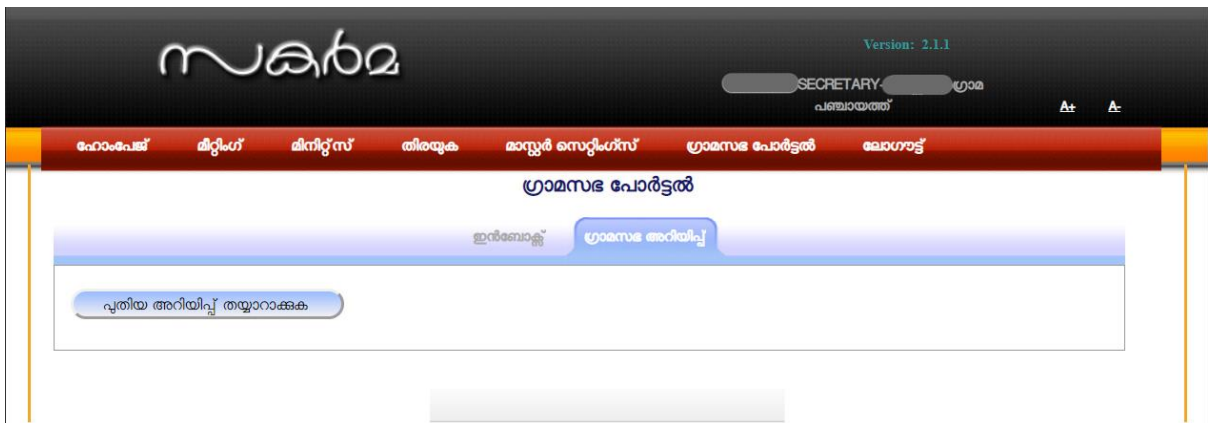 സകർമ
Version: 2.1.1
SECRETARY- ഗ്രാമ
പഞ്ചായത്ത്
A+ A-
ഹോംപേജ് മീറ്റിംഗ് മിനിറ്റ്സ് തിരയുക മാസ്റ്റർ സെറ്റിംഗ്സ് ഗ്രാമസഭ പോർട്ടൽ ലോഗൗട്ട്
ഗ്രാമസഭ പോർട്ടൽ
ഇൻബോക്സ് ഗ്രാമസഭ അറിയിപ്പ്
പുതിയ അറിയിപ്പ് തയ്യാറാക്കുക